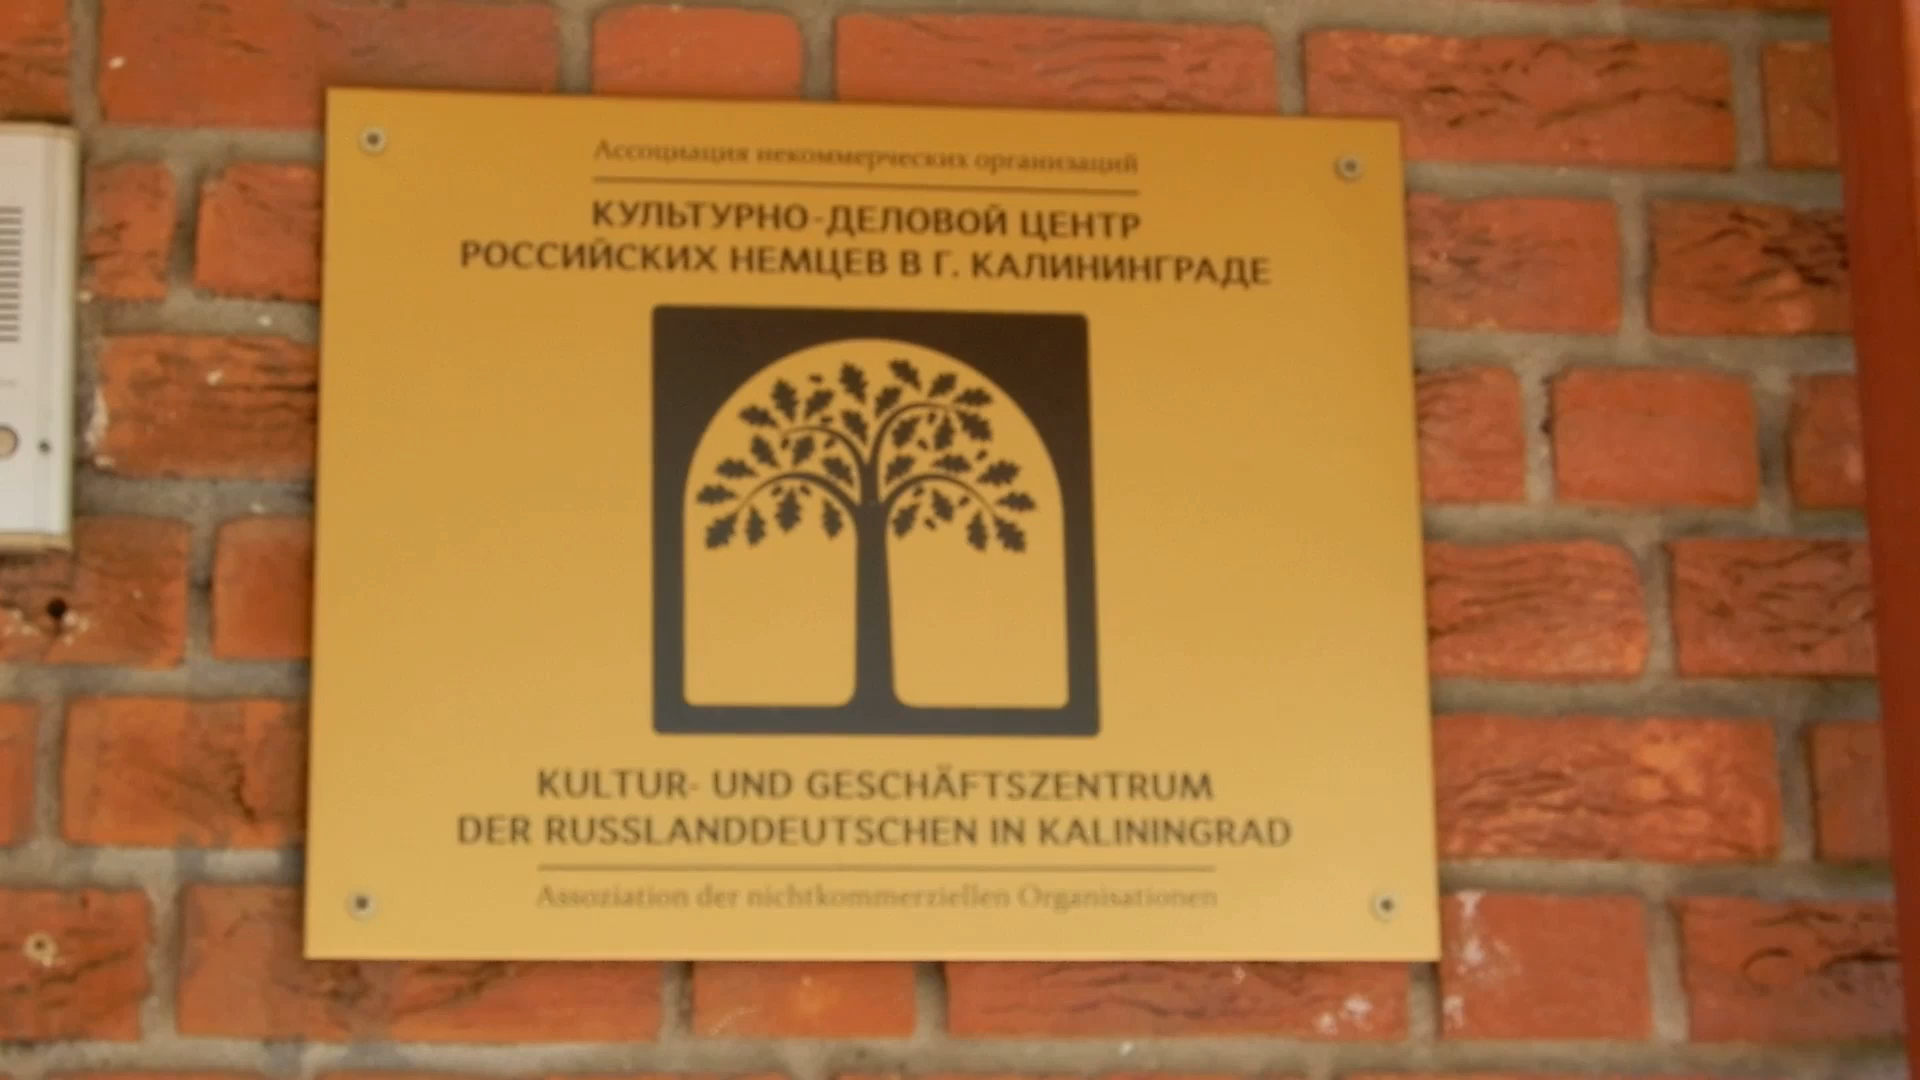 Ассоциация некоммерческих организаций
КУЛЬТУРНО-ДЕЛОВОЙ ЦЕНТР
РОССИЙСКИХ НЕМЦЕВ В Г. КАЛИНИНГРАДЕ
KULTUR- UND GESCHÄFTSZENTRUM
DER RUSSLANDDEUTSCHEN IN KALININGRAD
Assoziation der nichtkommerziellen Organisationen